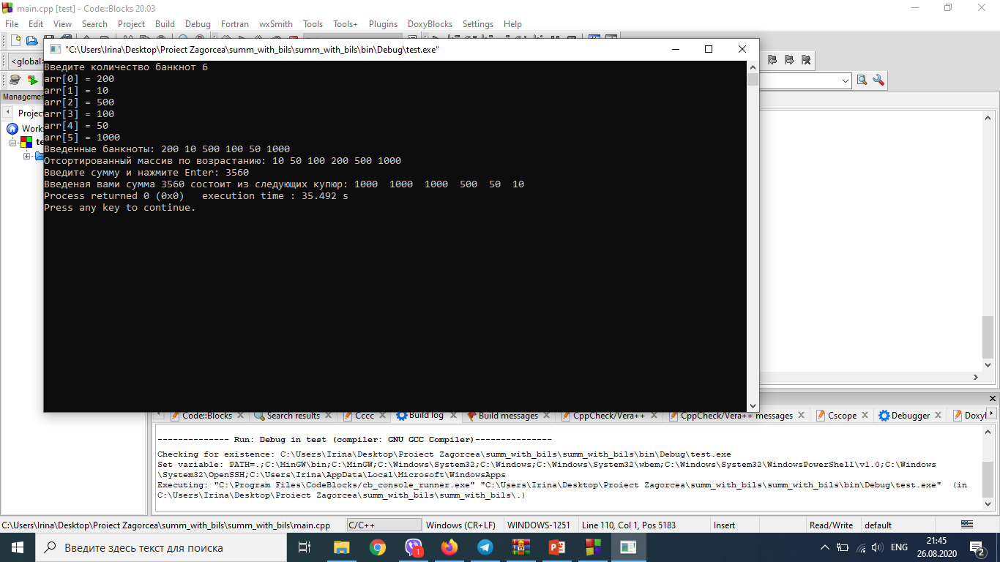 main.cpp [test] - Code::Blocks 20.03
File Edit View Search Project Build Debug Fortran wxSmith Tools Tools+ Plugins DoxyBlocks Settings Help
"C:\Users\Irina\Desktop\Proiect Zagorcea\summ_with_bils\summ_with_bils\bin\Debug\test.exe"
<global>
Введите количество банкнот 6
arr[0] = 200
arr[1] = 10
arr[2] = 500
arr[3] = 100
arr[4] = 50
arr[5] = 1000
Введенные банкноты: 200 10 500 100 50 1000
Отсортированный массив по возрастанию: 10 50 100 200 500 1000
Введите сумму и нажмите Enter: 3560
Введеная вами сумма 3560 состоит из следующих купюр: 1000  1000  1000  500  50  10
Process returned 0 (0x0)   execution time : 35.492 s
Press any key to continue.
Code::Blocks Search results Cccc Build log Build messages CppCheck/Vera++ CppCheck/Vera++ messages Cscope Debugger
-------------- Run: Debug in test (compiler: GNU GCC Compiler)---------------
Checking for existence: C:\Users\Irina\Desktop\Proiect Zagorcea\summ_with_bils\summ_with_bils\bin\Debug\test.exe
Set variable: PATH=.;C:\MinGW\bin;C:\MinGW;C:\Windows\System32;C:\Windows;C:\Windows\System32\wbem;C:\Windows\System32\WindowsPowerShell\v1.0;C:\Windows
\System32\OpenSSH;C:\Users\Irina\AppData\Local\Microsoft\WindowsApps
Executing: "C:\Program Files\CodeBlocks/cb_console_runner.exe" "C:\Users\Irina\Desktop\Proiect Zagorcea\summ_with_bils\summ_with_bils\bin\Debug\test.exe"  (in
C:\Users\Irina\Desktop\Proiect Zagorcea\summ_with_bils\summ_with_bils\.)
C:\Users\Irina\Desktop\Proiect Zagorcea\summ_with_bils\summ_with_bils\main.cpp C/C++ Windows (CR+LF) WINDOWS-1251 Line 110, Col 1, Pos 5183 Insert Read/Write default
Введите здесь текст для поиска
1
ENG
21:45
26.08.2020
2